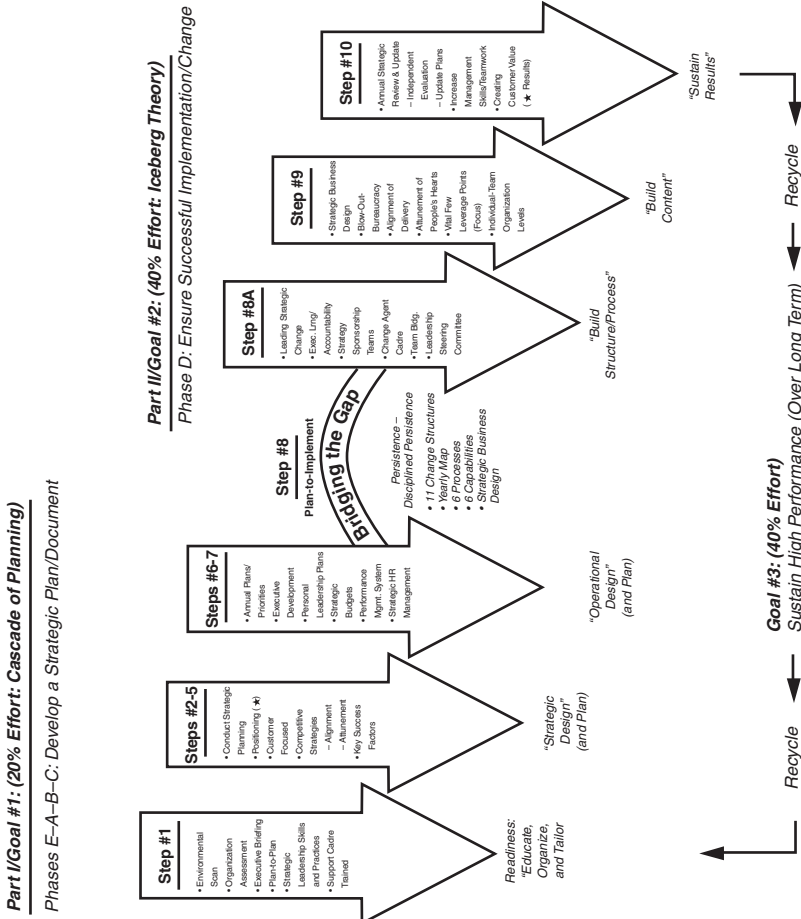 Part I/Goal #1: (20% Effort: Cascade of Planning)
Phases E–A–B–C: Develop a Strategic Plan/Document
Part II/Goal #2: (40% Effort: Iceberg Theory)
Phase D: Ensure Successful Implementation/Change
Step #1
• Environmental
Scan
• Organization
Assessment
• Executive Briefing
• Plan-to-Plan
• Strategic
Leadership Skills
and Practices
• Support Cadre
Trained
Readiness:
"Educate,
Organize,
and Tailor
Steps #2-5
• Conduct Strategic
Planning
• Positioning (★)
• Customer
Focused
• Competitive
Strategies
– Alignment
– Attunement
• Key Success
Factors
"Strategic
Design"
(and Plan)
Steps #6-7
• Annual Plans/
Priorities
• Executive
Development
• Personal
Leadership Plans
• Strategic
Budgets
• Performance
Mgmt. System
• Strategic HR
Management
"Operational
Design"
(and Plan)
Step #8
Plan-to-Implement
Bridging the Gap
Persistence –
Disciplined Persistence
• 11 Change Structures
• Yearly Map
• 6 Processes
• 6 Capabilities
• Strategic Business
Design
Step #8A
• Leading Strategic
Change
• Exec. Lrng/
Accountability
• Strategy
Sponsorship
Teams
• Change Agent
Cadre
• Team Bldg.
• Leadership
Steering
Committee
"Build
Structure/Process"
Step #9
• Strategic Business
Design
• Blow-Out-
Bureaucracy
• Alignment of
Delivery
• Attunement of
People's Hearts
• Vital Few
Leverage Points
(Focus)
• Individual-Team
Organization
Levels
"Build
Content"
Step #10
• Annual Strategic
Review & Update
– Independent
Evaluation
– Update Plans
• Increase
Management
Skills/Teamwork
• Creating
Customer Value
(★ Results)
"Sustain
Results"
Recycle
Goal #3: (40% Effort)
Sustain High Performance (Over Long Term)
Recycle